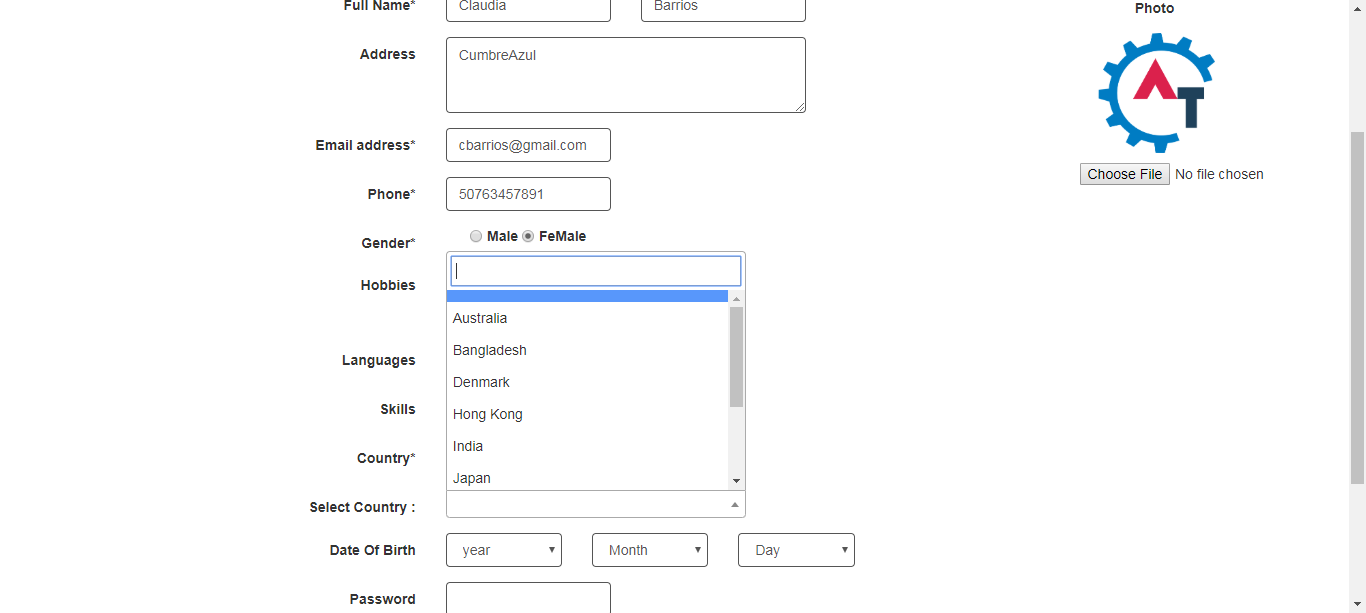 Full Name* Claudia Barrios
Photo
Address CumbreAzul
AT
Email address* cbarrios@gmail.com
Choose File No file chosen
Phone* 50763457891
Gender* Male FeMale
Hobbies
Australia
Bangladesh
Languages
Denmark
Skills
Hong Kong
India
Country*
Japan
Select Country :
Date Of Birth year Month Day
Password